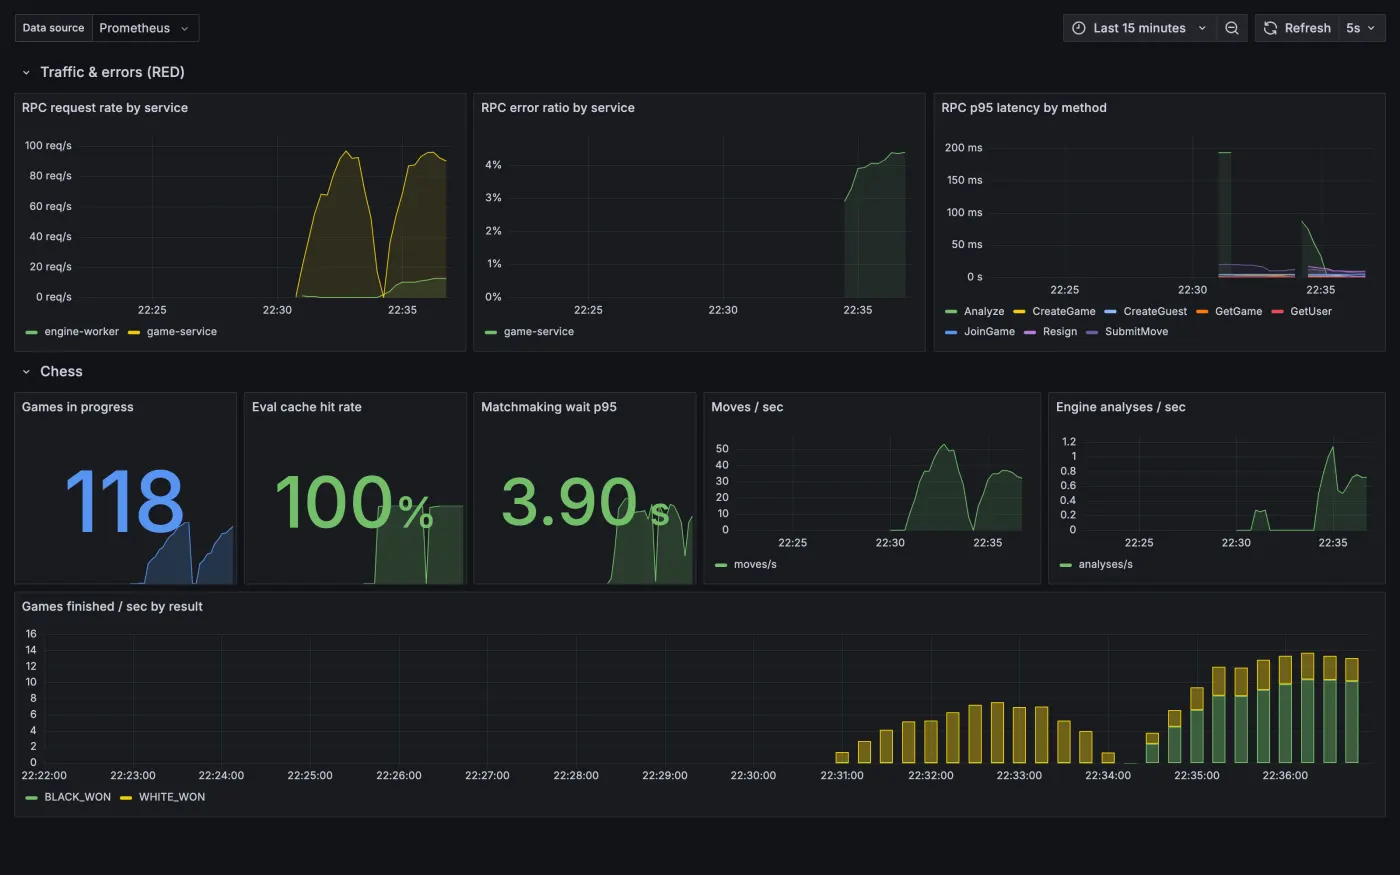 Data source Prometheus Last 15 minutes Refresh 5s
Traffic & errors (RED)
RPC request rate by service
100 req/s
80 req/s
60 req/s
40 req/s
20 req/s
0 req/s
22:25 22:30 22:35
engine-worker game-service
RPC error ratio by service
4%
3%
2%
1%
0%
22:25 22:30 22:35
game-service
RPC p95 latency by method
200 ms
150 ms
100 ms
50 ms
0 s
22:25 22:30 22:35
Analyze CreateGame CreateGuest GetGame GetUser
JoinGame Resign SubmitMove
Chess
Games in progress
118
Eval cache hit rate
100%
Matchmaking wait p95
3.90 s
Moves / sec
50
40
30
20
10
0
22:25 22:30 22:35
moves/s
Engine analyses / sec
1.2
1
0.8
0.6
0.4
0.2
0
22:25 22:30 22:35
analyses/s
Games finished / sec by result
16
14
12
10
8
6
4
2
0
22:22:00 22:23:00 22:24:00 22:25:00 22:26:00 22:27:00 22:28:00 22:29:00 22:30:00 22:31:00 22:32:00 22:33:00 22:34:00 22:35:00 22:36:00
BLACK_WON WHITE_WON